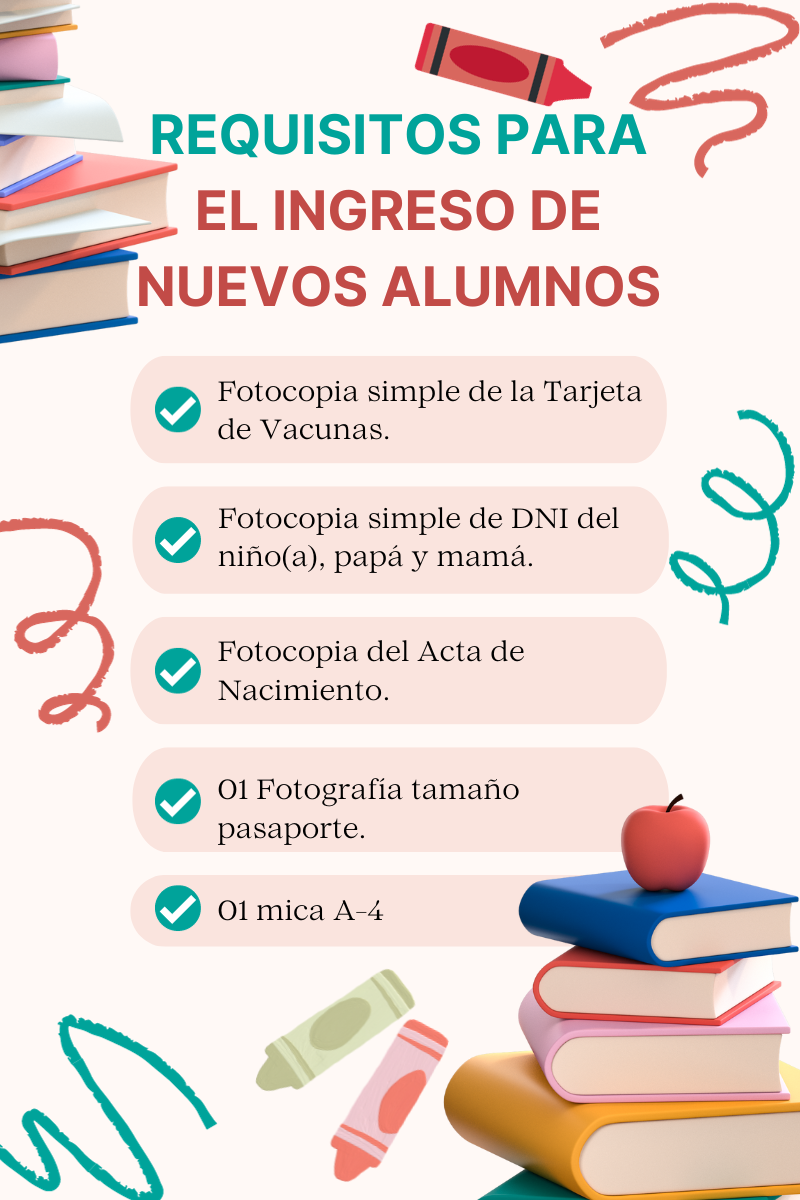 REQUISITOS PARA
EL INGRESO DE
NUEVOS ALUMNOS
Fotocopia simple de la Tarjeta
de Vacunas.
Fotocopia simple de DNI del
niño(a), papá y mamá.
Fotocopia del Acta de
Nacimiento.
01 Fotografía tamaño
pasaporte.
01 mica A-4